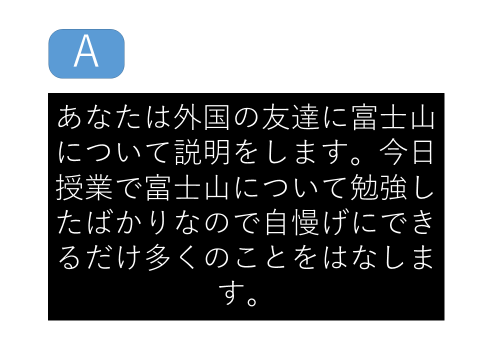 A
あなたは外国の友達に富士山
について説明をします。今日
授業で富士山について勉強し
たばかりなので自慢げにでき
るだけ多くのことをはなしま
す。